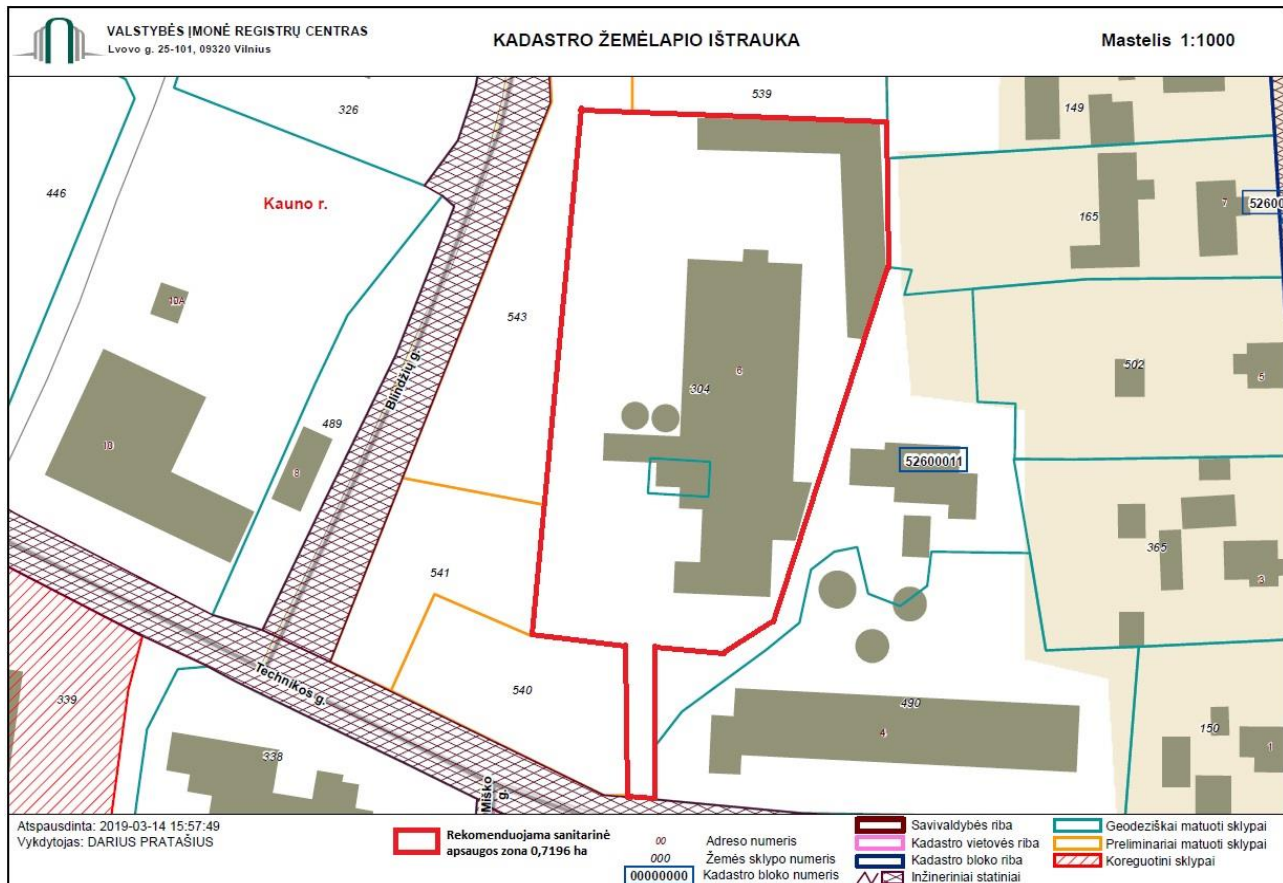 VALSTYBĖS ĮMONĖ REGISTRŲ CENTRAS
Lvovo g. 25-101, 09320 Vilnius
KADASTRO ŽEMĖLAPIO IŠTRAUKA
Mastelis 1:1000
539
326
149
446
Kauno r.
165
7
52600
10A
543
502
5
6
304
Blindžių g.
489
10
8
52600011
365
3
541
Technikos g.
540
339
490
4
150
1
338
Miško g.
Atspausdinta: 2019-03-14 15:57:49
Vykdytojas: DARIUS PRATAŠIUS
Rekomenduojama sanitarinė
apsaugos zona 0,7196 ha
00 Adreso numeris
000 Žemės sklypo numeris
00000000 Kadastro bloko numeris
Savivaldybės riba
Kadastro vietovės riba
Kadastro bloko riba
Inžineriniai statiniai
Geodeziškai matuoti sklypai
Preliminariai matuoti sklypai
Koreguotini sklypai